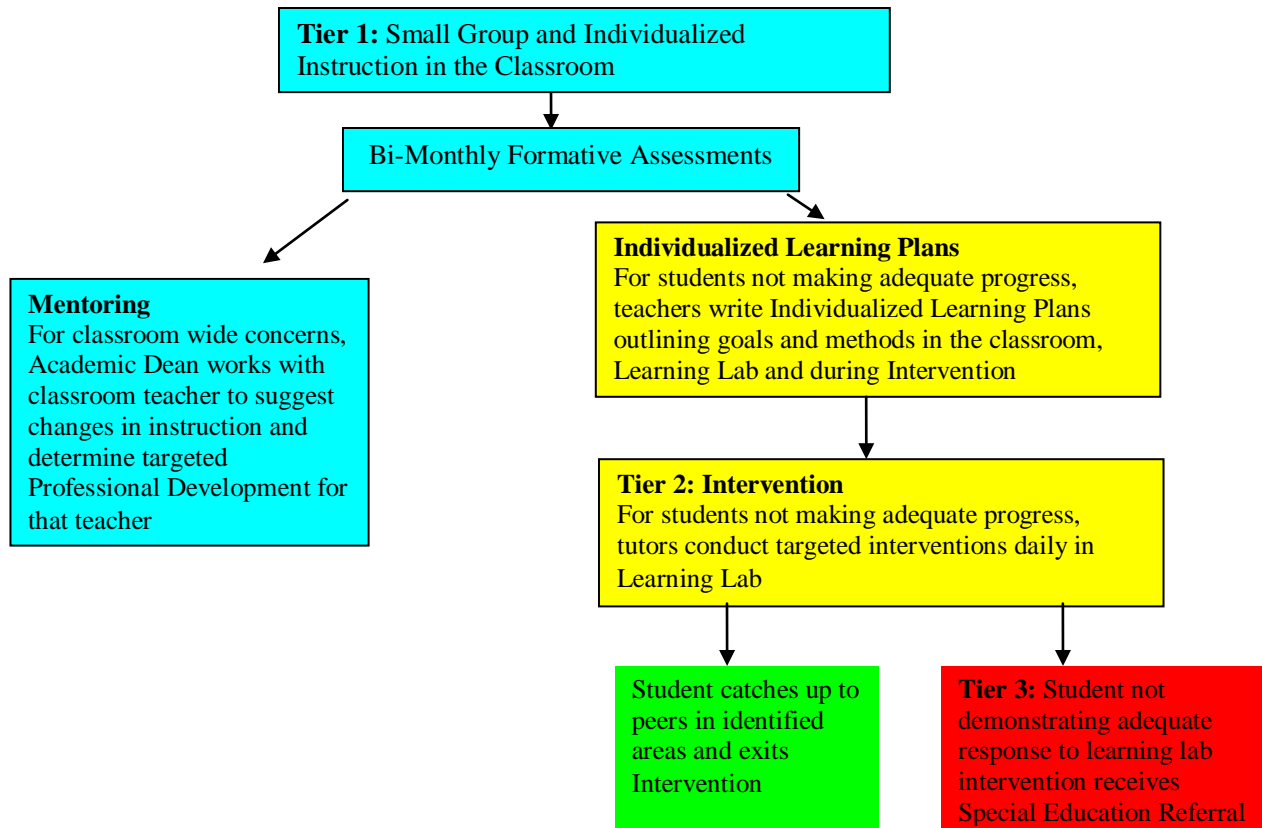 Tier 1: Small Group and Individualized
Instruction in the Classroom
Bi-Monthly Formative Assessments
Mentoring
For classroom wide concerns,
Academic Dean works with
classroom teacher to suggest
changes in instruction and
determine targeted
Professional Development for
that teacher
Individualized Learning Plans
For students not making adequate progress,
teachers write Individualized Learning Plans
outlining goals and methods in the classroom,
Learning Lab and during Intervention
Tier 2: Intervention
For students not making adequate progress,
tutors conduct targeted interventions daily in
Learning Lab
Student catches up to
peers in identified
areas and exits
Intervention
Tier 3: Student not
demonstrating adequate
response to learning lab
intervention receives
Special Education Referral